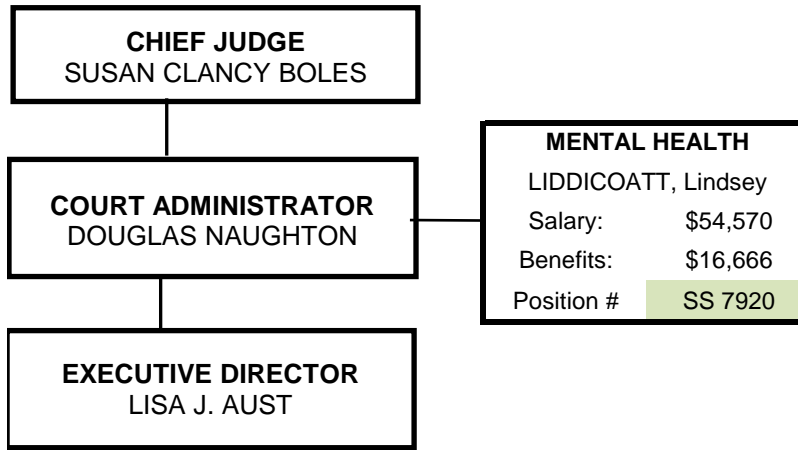 CHIEF JUDGE
SUSAN CLANCY BOLES
COURT ADMINISTRATOR
DOUGLAS NAUGHTON
MENTAL HEALTH
LIDDICOATT, Lindsey
Salary: $54,570
Benefits: $16,666
Position # SS 7920
EXECUTIVE DIRECTOR
LISA J. AUST